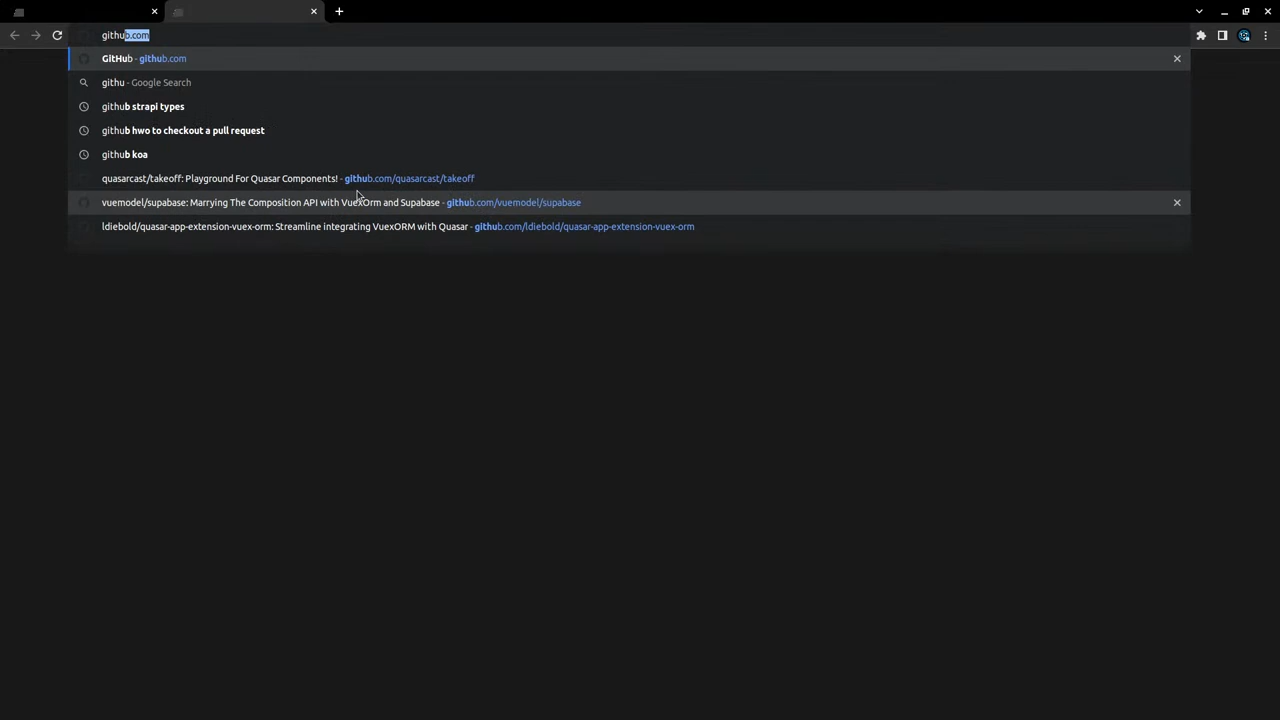 github.com
GitHub - github.com
githu - Google Search
github strapi types
github hwo to checkout a pull request
github koa
quasarcast/takeoff: Playground For Quasar Components! - github.com/quasarcast/takeoff
vuemodel/supabase: Marrying The Composition API with VuexOrm and Supabase - github.com/vuemodel/supabase
ldiebold/quasar-app-extension-vuex-orm: Streamline integrating VuexORM with Quasar - github.com/ldiebold/quasar-app-extension-vuex-orm